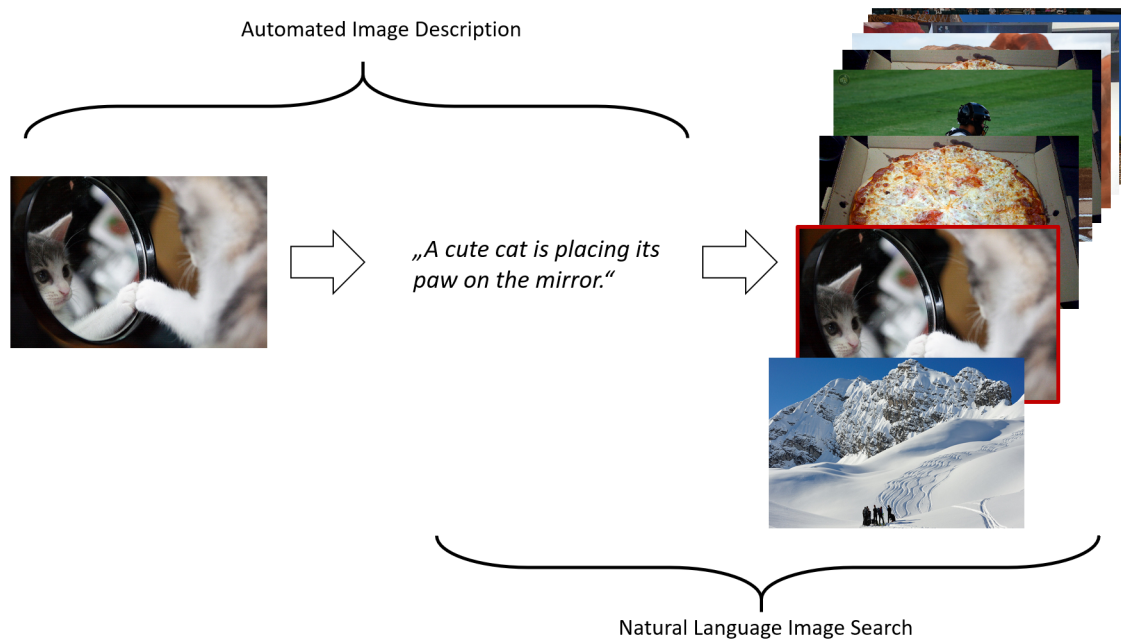 Automated Image Description
„A cute cat is placing its
paw on the mirror.“
Natural Language Image Search